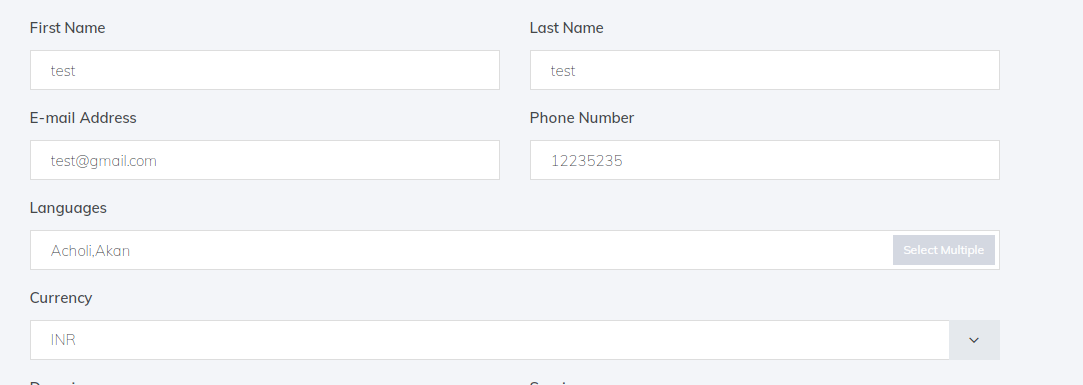 First Name
Last Name
test
test
E-mail Address
Phone Number
test@gmail.com
12235235
Languages
Acholi,Akan
Select Multiple
Currency
INR